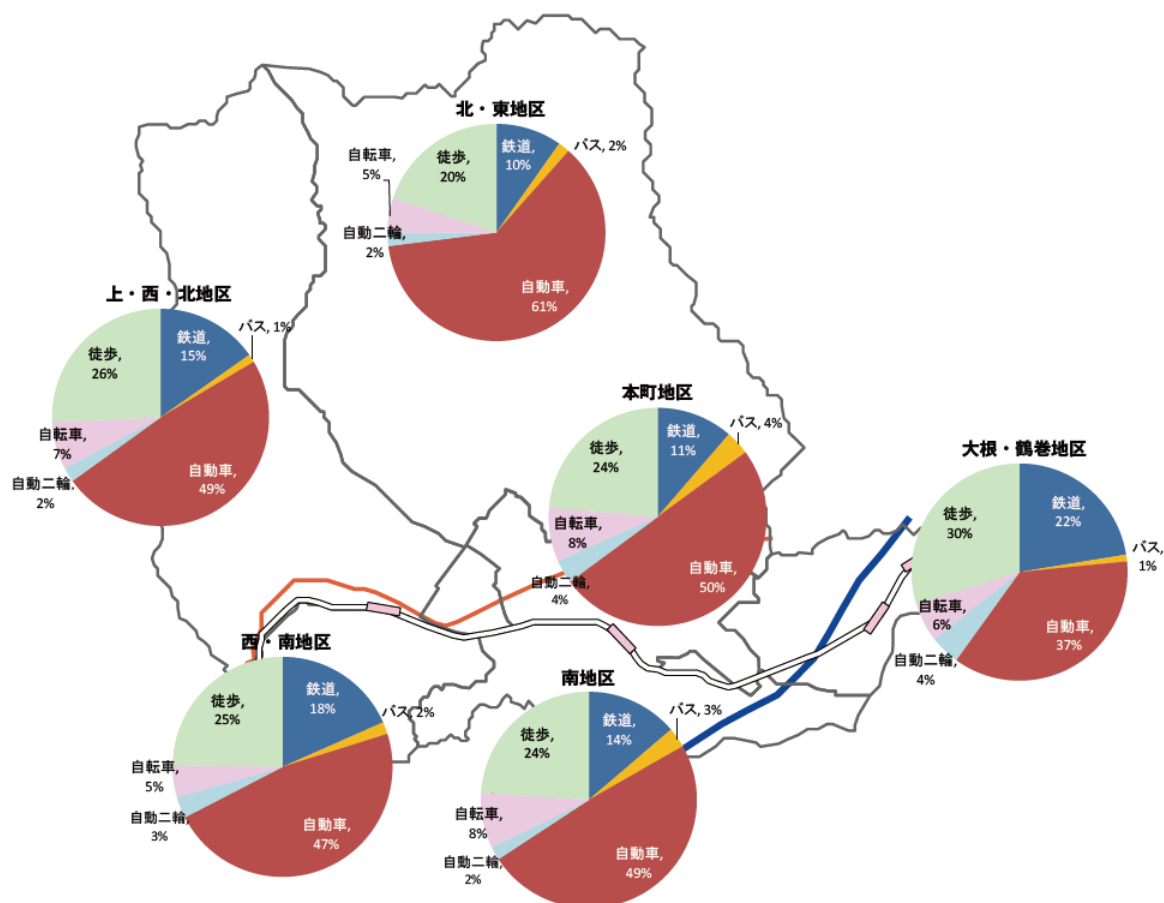 北・東地区
鉄道,
10%
バス, 2%
自動車,
61%
自動二輪,
2%
自転車,
5%
徒歩,
20%
上・西・北地区
鉄道,
15%
バス, 1%
自動車,
49%
自動二輪,
2%
自転車,
7%
徒歩,
26%
本町地区
鉄道,
11%
バス, 4%
自動車,
50%
自動二輪,
4%
自転車,
8%
徒歩,
24%
大根・鶴巻地区
鉄道,
22%
バス,
1%
自動車,
37%
自動二輪,
4%
自転車,
6%
徒歩,
30%
西・南地区
鉄道,
18%
バス, 2%
自動車,
47%
自動二輪,
3%
自転車,
5%
徒歩,
25%
南地区
鉄道,
14%
バス, 3%
自動車,
49%
自動二輪,
2%
自転車,
8%
徒歩,
24%